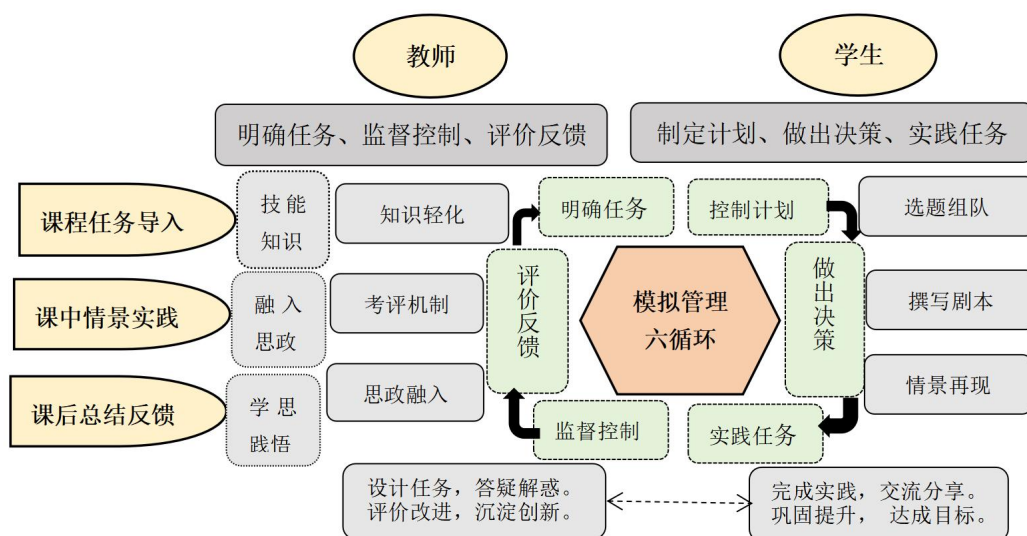 教师
学生
明确任务、监督控制、评价反馈
制定计划、做出决策、实践任务
课程任务导入
技能
知识
知识轻化
明确任务
控制计划
选题组队
课中情景实践
融入
思政
考评机制
评价反馈
模拟管理
六循环
做出决策
撰写剧本
课后总结反馈
学思
践悟
思政融入
监督控制
实践任务
情景再现
设计任务，答疑解惑。
评价改进，沉淀创新。
完成实践，交流分享。
巩固提升， 达成目标。